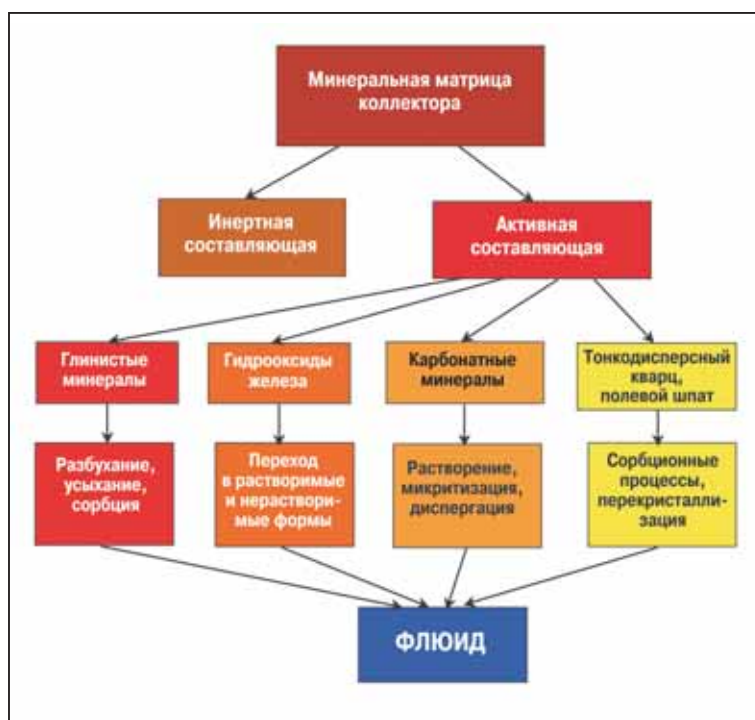 Минеральная матрица
коллектора
Инертная
составляющая
Активная
составляющая
Глинистые
минералы
Гидрооксиды
железа
Карбонатные
минералы
Тонкодисперсный
кварц,
полевой шпат
Разбухание,
усыхание,
сорбция
Переход
в растворимые
и нераствори-
мые формы
Растворение,
микритизация,
диспергация
Сорбционные
процессы,
перекристалли-
зация
ФЛЮИД